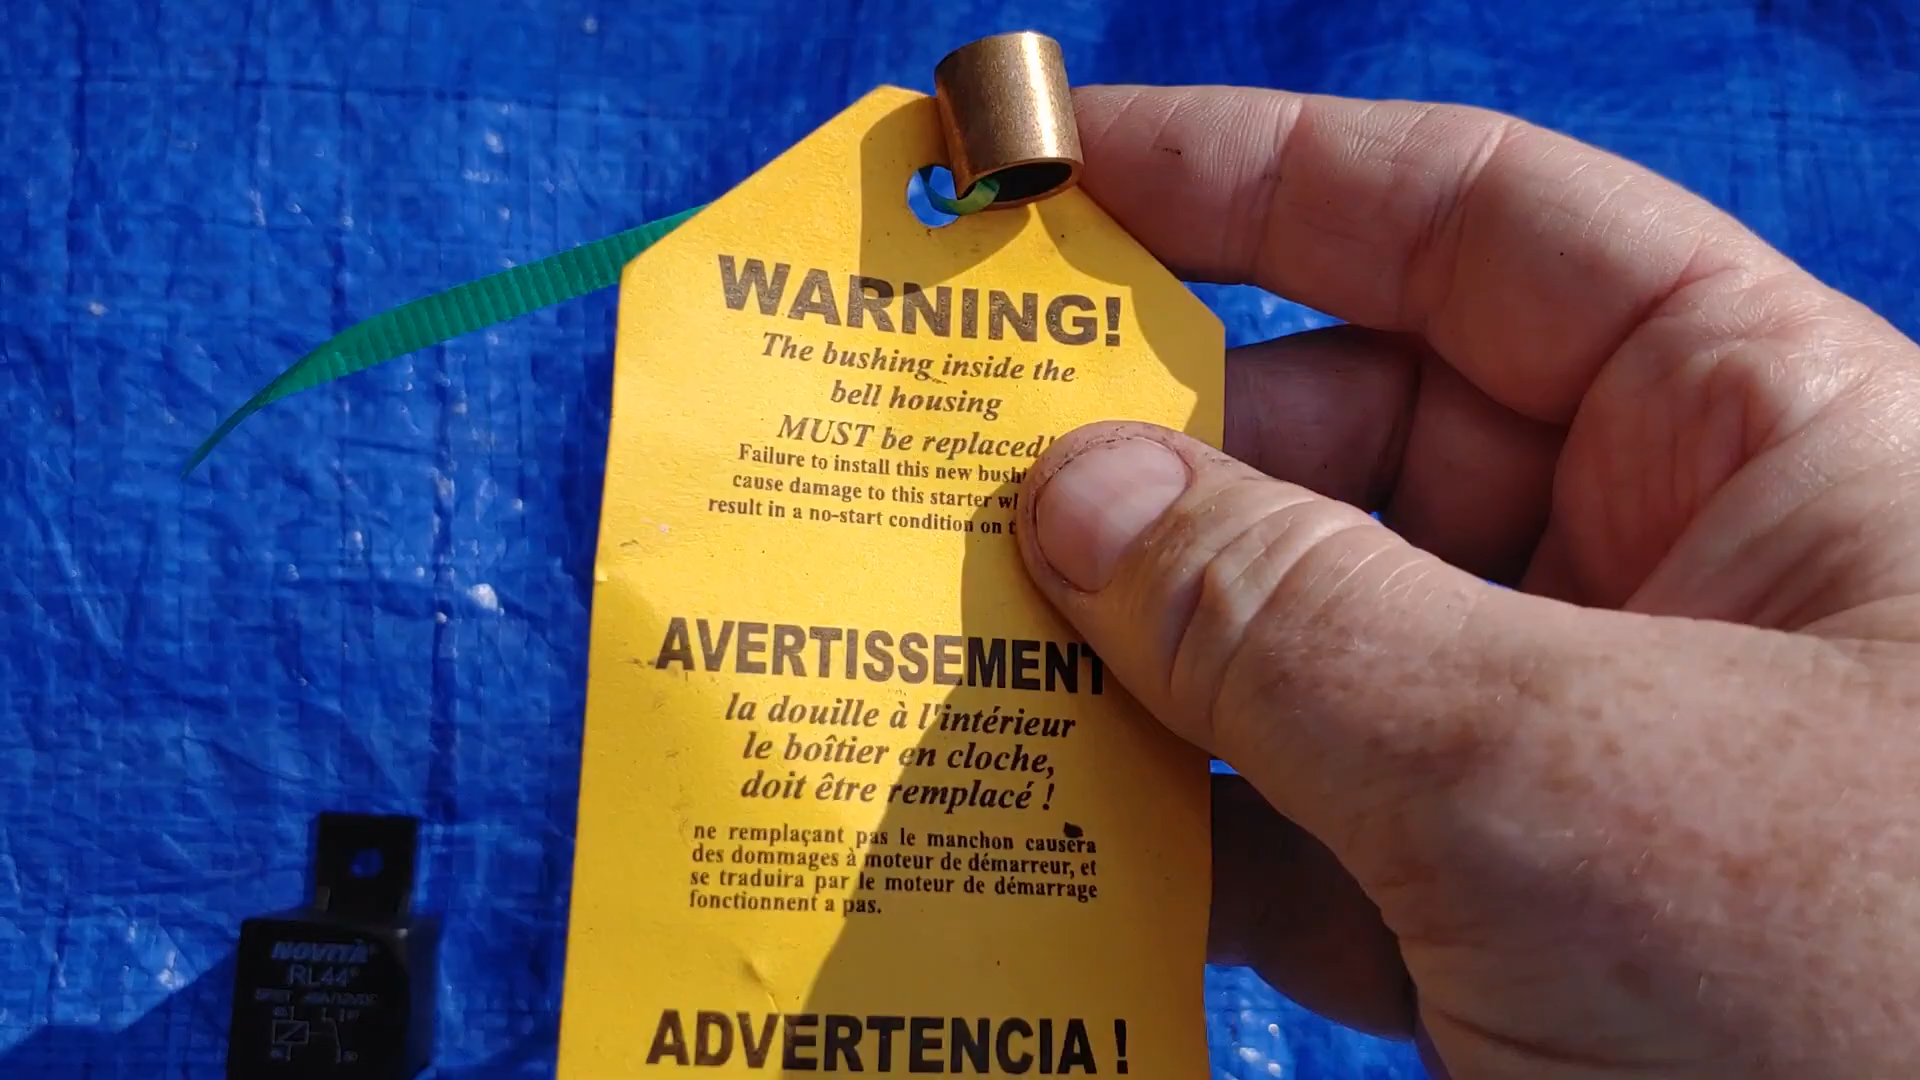 WARNING!
The bushing inside the
bell housing
MUST be replaced!
Failure to install this new
cause damage to this starter
result in a no-start condition on
AVERTISSEMENT
la douille à l'intérieur
le boîtier en cloche,
doit être remplacé !
ne remplaçant pas le manchon causera
des dommages à moteur de démarreur, et
se traduira par le moteur de démarrage
fonctionnent a pas.
ADVERTENCIA !
NOVITÀ
RL44